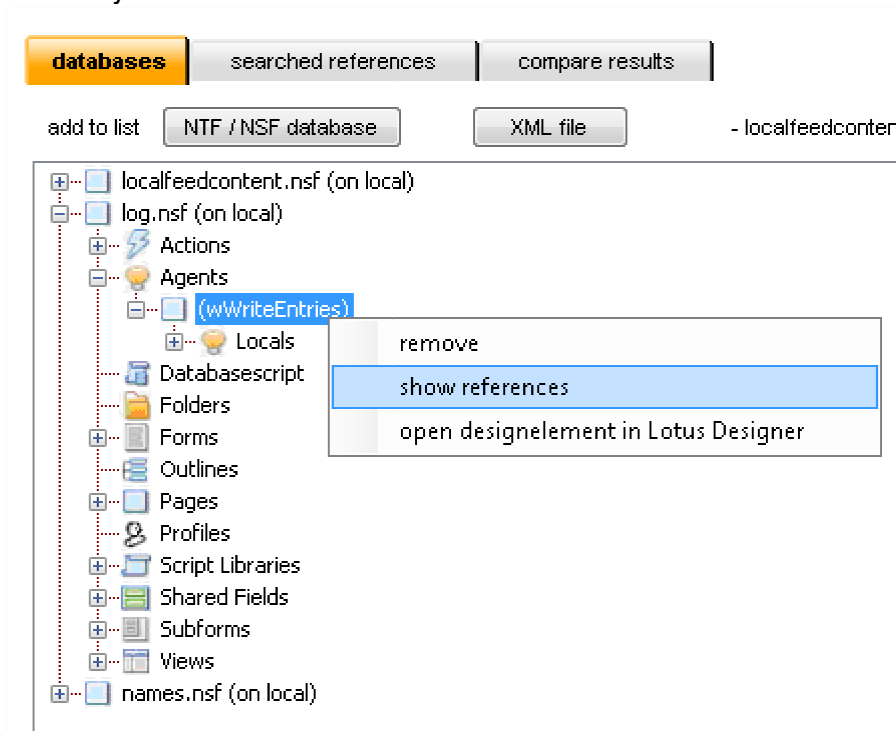 databases searched references compare results
add to list NTF / NSF database XML file - localfeedconter
localfeedcontent.nsf (on local)
log.nsf (on local)
Actions
Agents
(wWriteEntries)
Locals
remove
Databasescript
show references
Folders
Forms
open designelement in Lotus Designer
Outlines
Pages
Profiles
Script Libraries
Shared Fields
Subforms
Views
names.nsf (on local)